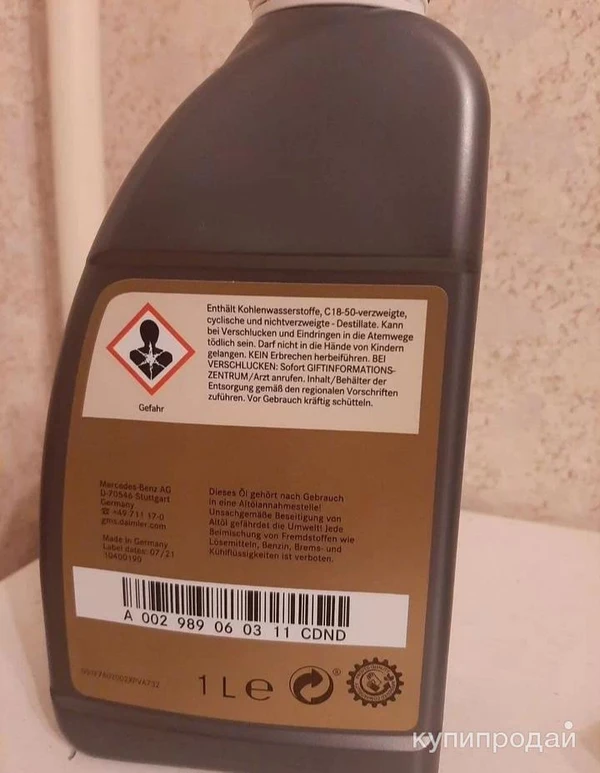 Enthält Kohlenwasserstoffe, C18-50-verzweigte,
cyclische und nichtverzweigte - Destillate. Kann
bei Verschlucken und Eindringen in die Atemwege
tödlich sein. Darf nicht in die Hände von Kindern
gelangen. KEIN Erbrechen herbeiführen. BEI
VERSCHLUCKEN: Sofort GIFTINFORMATIONS-
ZENTRUM/Arzt anrufen. Inhalt/Behälter der
Entsorgung gemäß den regionalen Vorschriften
zuführen. Vor Gebrauch kräftig schütteln.
Gefahr
Mercedes-Benz AG
D-70546 Stuttgart
Germany
☎ +49 711 17-0
gms.daimler.com
Made in Germany
Label dates: 07/21
10400190
Dieses Öl gehört nach Gebrauch
in eine Altölannahmestelle!
Unsachgemäße Beseitigung von
Altöl gefährdet die Umwelt! Jede
Beimischung von Fremdstoffen wie
Lösemitteln, Benzin, Brems- und
Kühlflüssigkeiten ist verboten.
A 002 989 06 03 11 CDND
1 L e
®
купипродай